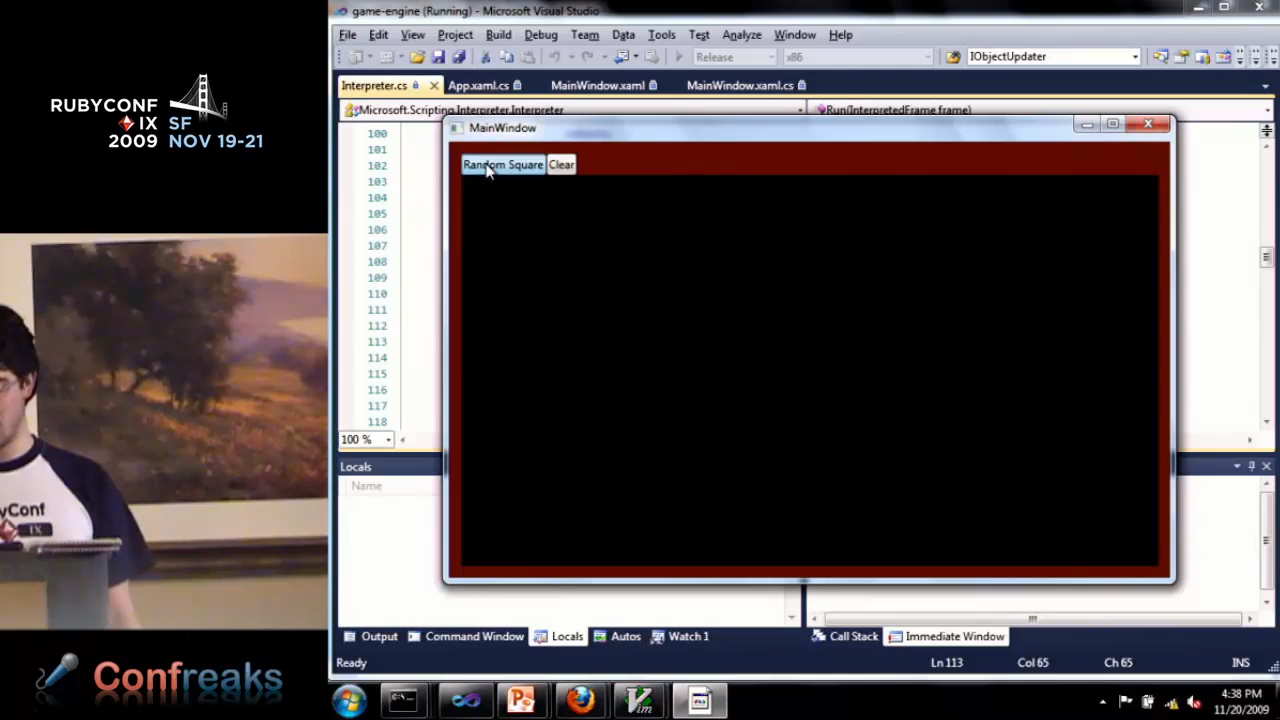 RUBYCONF
IX SF
2009 NOV 19-21
yConf
IX
Confreaks
game-engine (Running) - Microsoft Visual Studio
File Edit View Project Build Debug Team Data Tools Test Analyze Window Help
Release x86 IObjectUpdater
Interpreter.cs App.xaml.cs MainWindow.xaml MainWindow.xaml.cs
Microsoft.Scripting.Interpreter.Interpreter Run(InterpretedFrame frame)
MainWindow
Random Square Clear
100
101
102
103
104
105
106
107
108
109
110
111
112
113
114
115
116
117
118
100 %
Locals
Name
Output Command Window Locals Autos Watch 1 Call Stack Immediate Window
Ready Ln 113 Col 65 Ch 65 INS
C:\
P
Vim
4:38 PM
11/20/2009